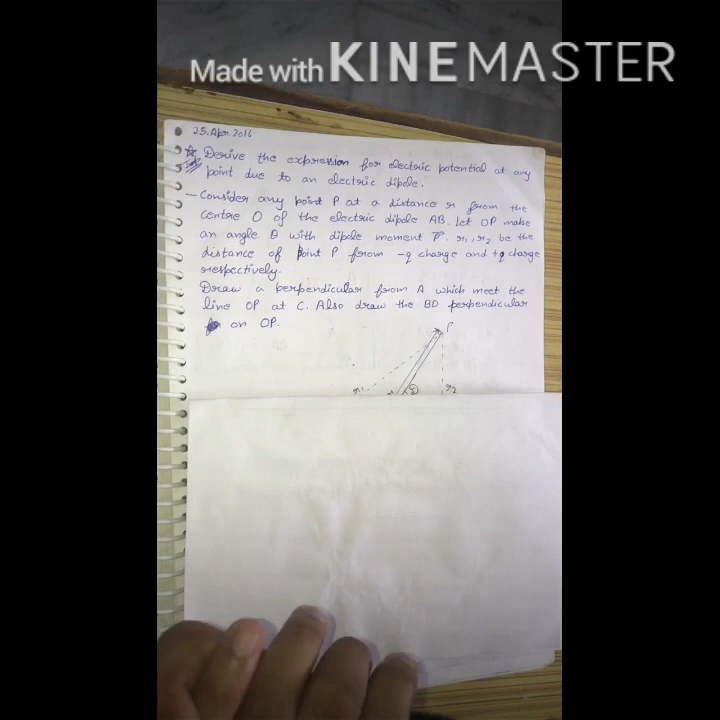 Made with KINEMASTER
25.Apr.2016
Derive the expression for electric potential at any
point due to an electric dipole.
- Consider any point P at a distance r from the
centre O of the electric dipole AB. Let OP make
an angle θ with dipole moment P. r1, r2 be the
distance of point P from -q charge and +q charge
respectively.
Draw a perpendicular from A which meet the
line OP at C. Also draw the BD perpendicular
on OP.
P
r1 r r2